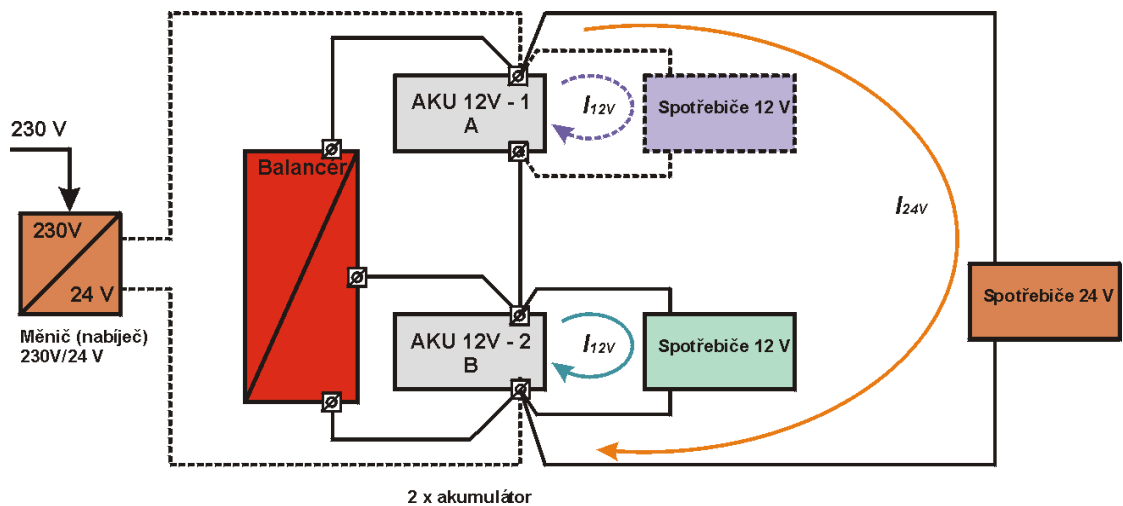 230 V
230V
24 V
Měnič (nabíječ)
230V/24 V
Balancer
AKU 12V - 1
A
I12V
Spotřebiče 12 V
I24V
AKU 12V - 2
B
I12V
Spotřebiče 12 V
Spotřebiče 24 V
2 x akumulátor